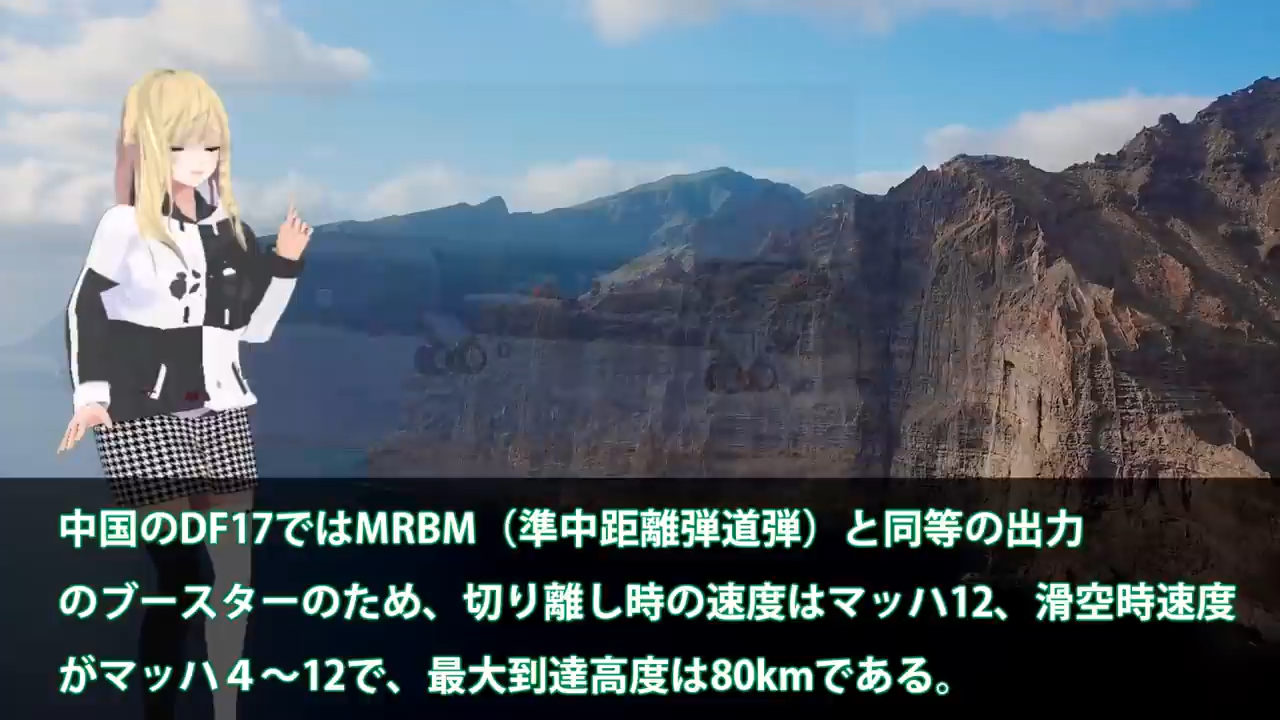 中国のDF17ではMRBM（準中距離弾道弾）と同等の出力
のブースターのため、切り離し時の速度はマッハ12、滑空時速度
がマッハ４～12で、最大到達高度は80kmである。